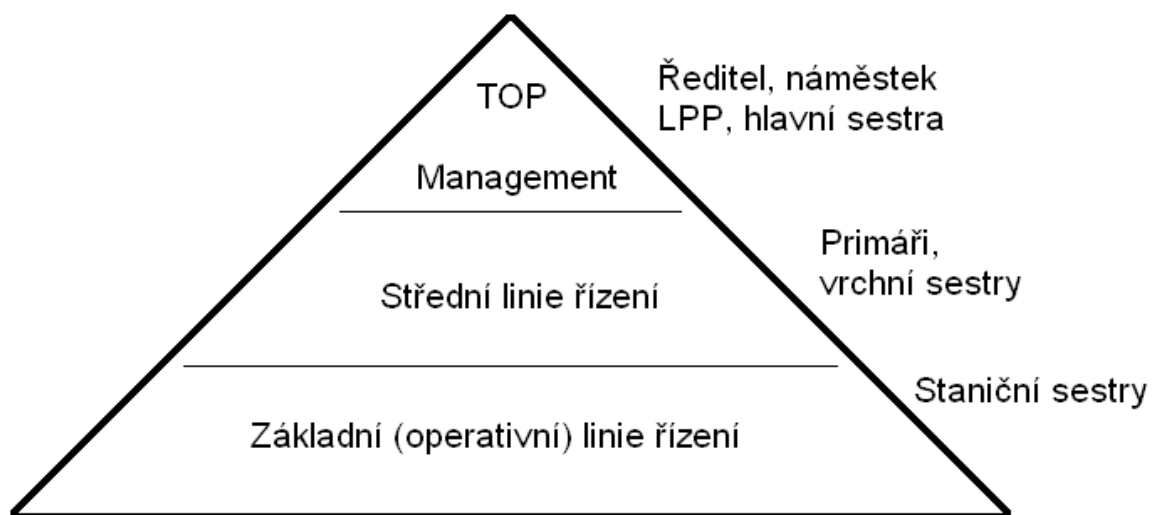 TOP
Management
Ředitel, náměstek
LPP, hlavní sestra
Střední linie řízení
Primáři,
vrchní sestry
Základní (operativní) linie řízení
Staniční sestry